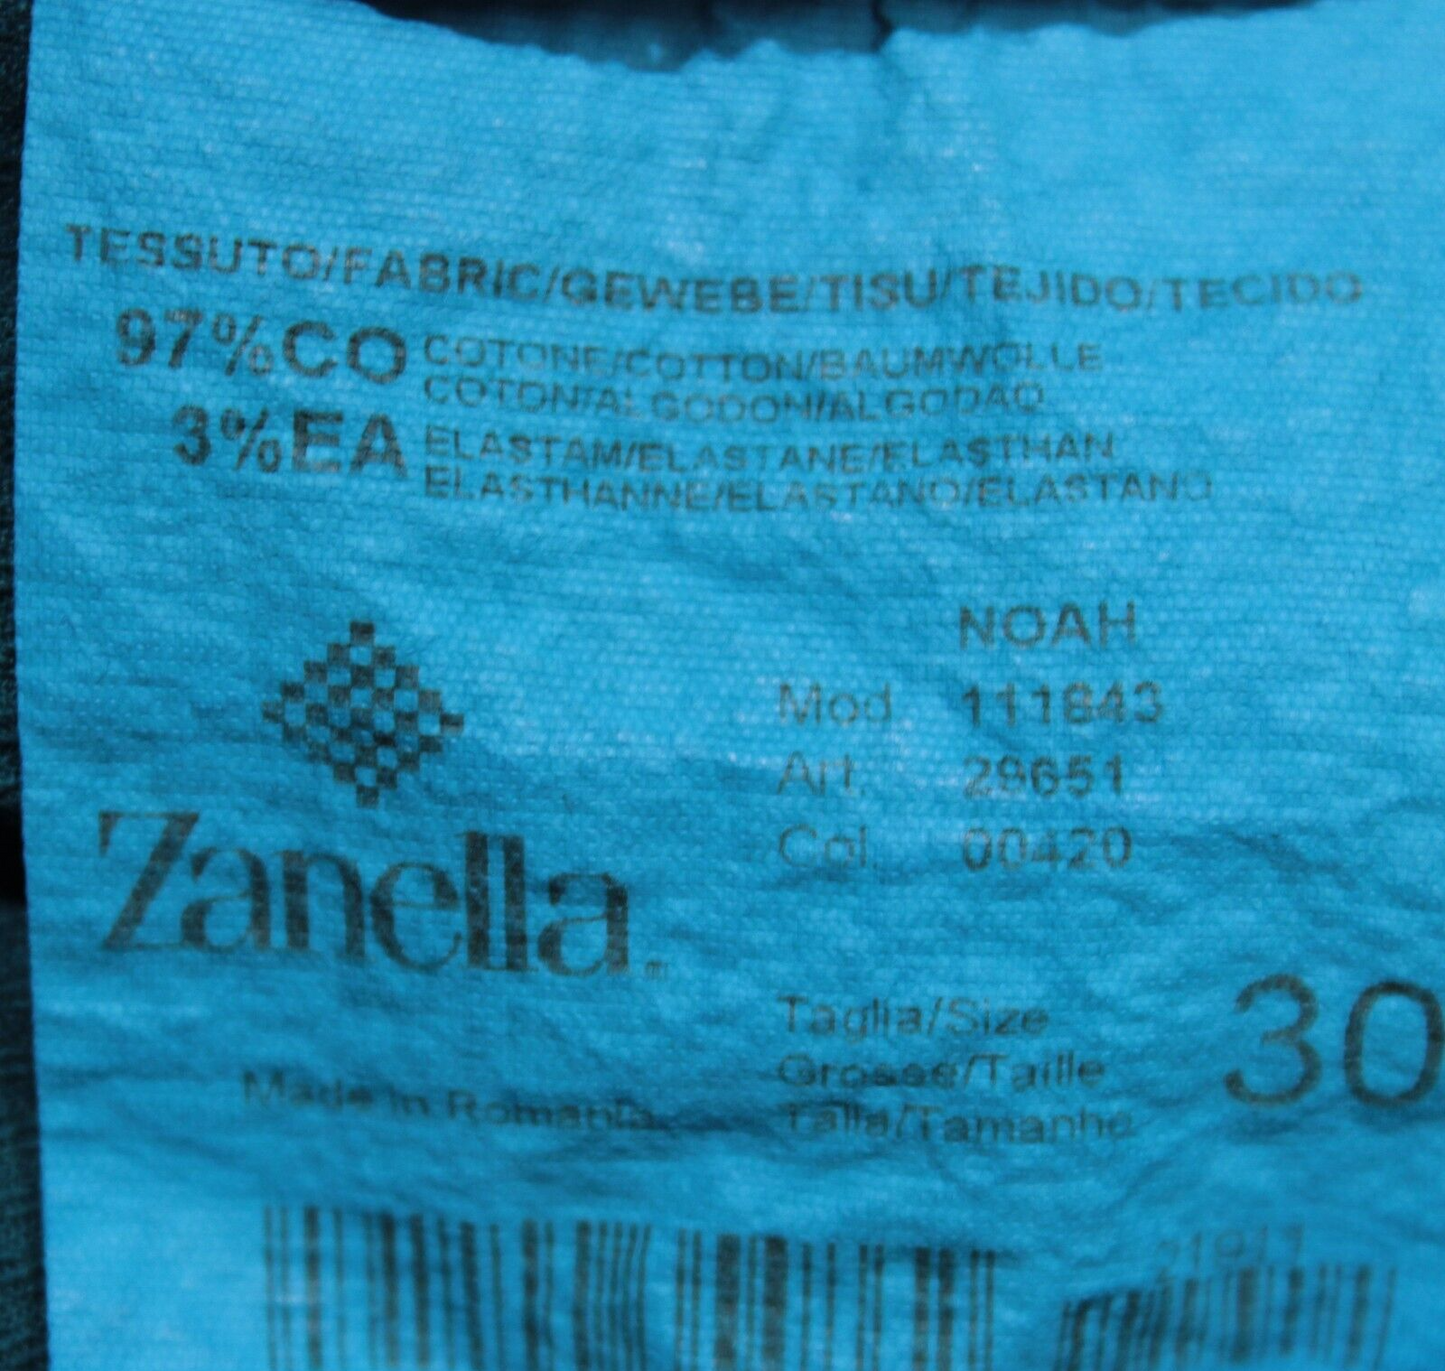 TESSUTO/FABRIC/GEWEBE/TISU/TEJIDO/TECIDO
97%CO COTONE/COTTON/BAUMWOLLE
COTON/ALGODON/ALGODAO
3%EA ELASTAM/ELASTANE/ELASTHAN
ELASTHANNE/ELASTANO/ELASTANO
NOAH
Mod 111843
Art. 28651
Col. 00420
Zanella
Taglia/Size
Grosse/Taille
Talla/Tamanho
30
Made in Romania